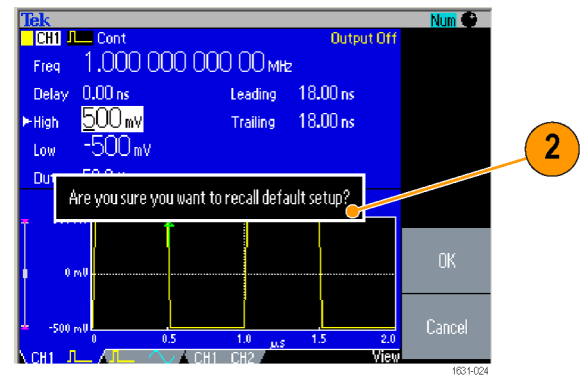 Tek Num
CH1 Cont Output Off
Freq 1.000 000 000 00 MHz
Delay 0.00 ns Leading 18.00 ns
High 500 mV Trailing 18.00 ns
Low -500 mV
Are you sure you want to recall default setup?
2
0 mV
OK
-500 mV
0 0.5 1.0 µs 1.5 2.0
Cancel
CH1 CH1 CH2 View
1631-024